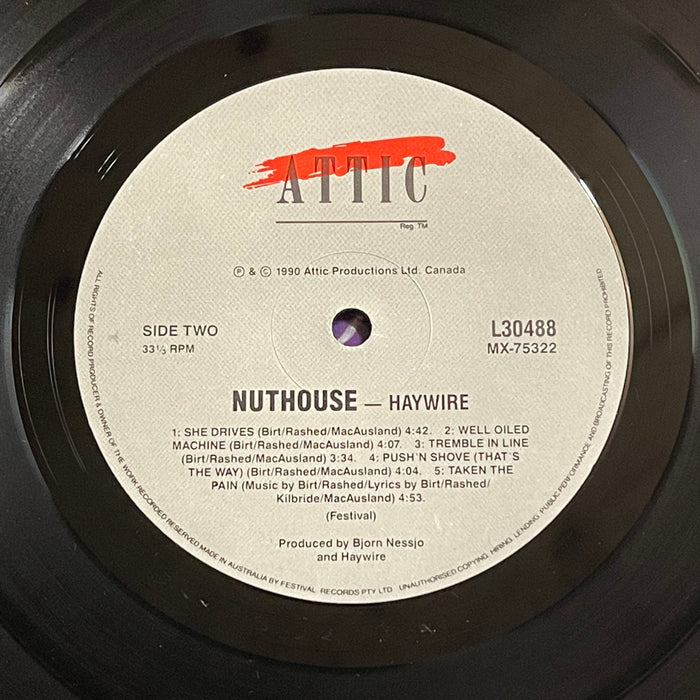 ATTIC
Reg. TM
Ⓟ & © 1990 Attic Productions Ltd. Canada
SIDE TWO
33⅓ RPM
L30488
MX-75322
NUTHOUSE — HAYWIRE
1: SHE DRIVES (Birt/Rashed/MacAusland) 4:42. 2: WELL OILED
MACHINE (Birt/Rashed/MacAusland) 4:07. 3: TREMBLE IN LINE
(Birt/Rashed/MacAusland) 3:34. 4: PUSH'N SHOVE (THAT'S
THE WAY) (Birt/Rashed/MacAusland) 4:04. 5: TAKEN THE
PAIN (Music by Birt/Rashed/Lyrics by Birt/Rashed/
Kilbride/MacAusland) 4:53.
(Festival)
Produced by Bjorn Nessjo
and Haywire
ALL RIGHTS OF RECORD PRODUCER & OWNER OF THE WORK RECORDED RESERVED MADE IN AUSTRALIA BY FESTIVAL RECORDS PTY LTD UNAUTHORISED COPYING, HIRING, LENDING, PUBLIC PERFORMANCE AND BROADCASTING OF THIS RECORD PROHIBITED